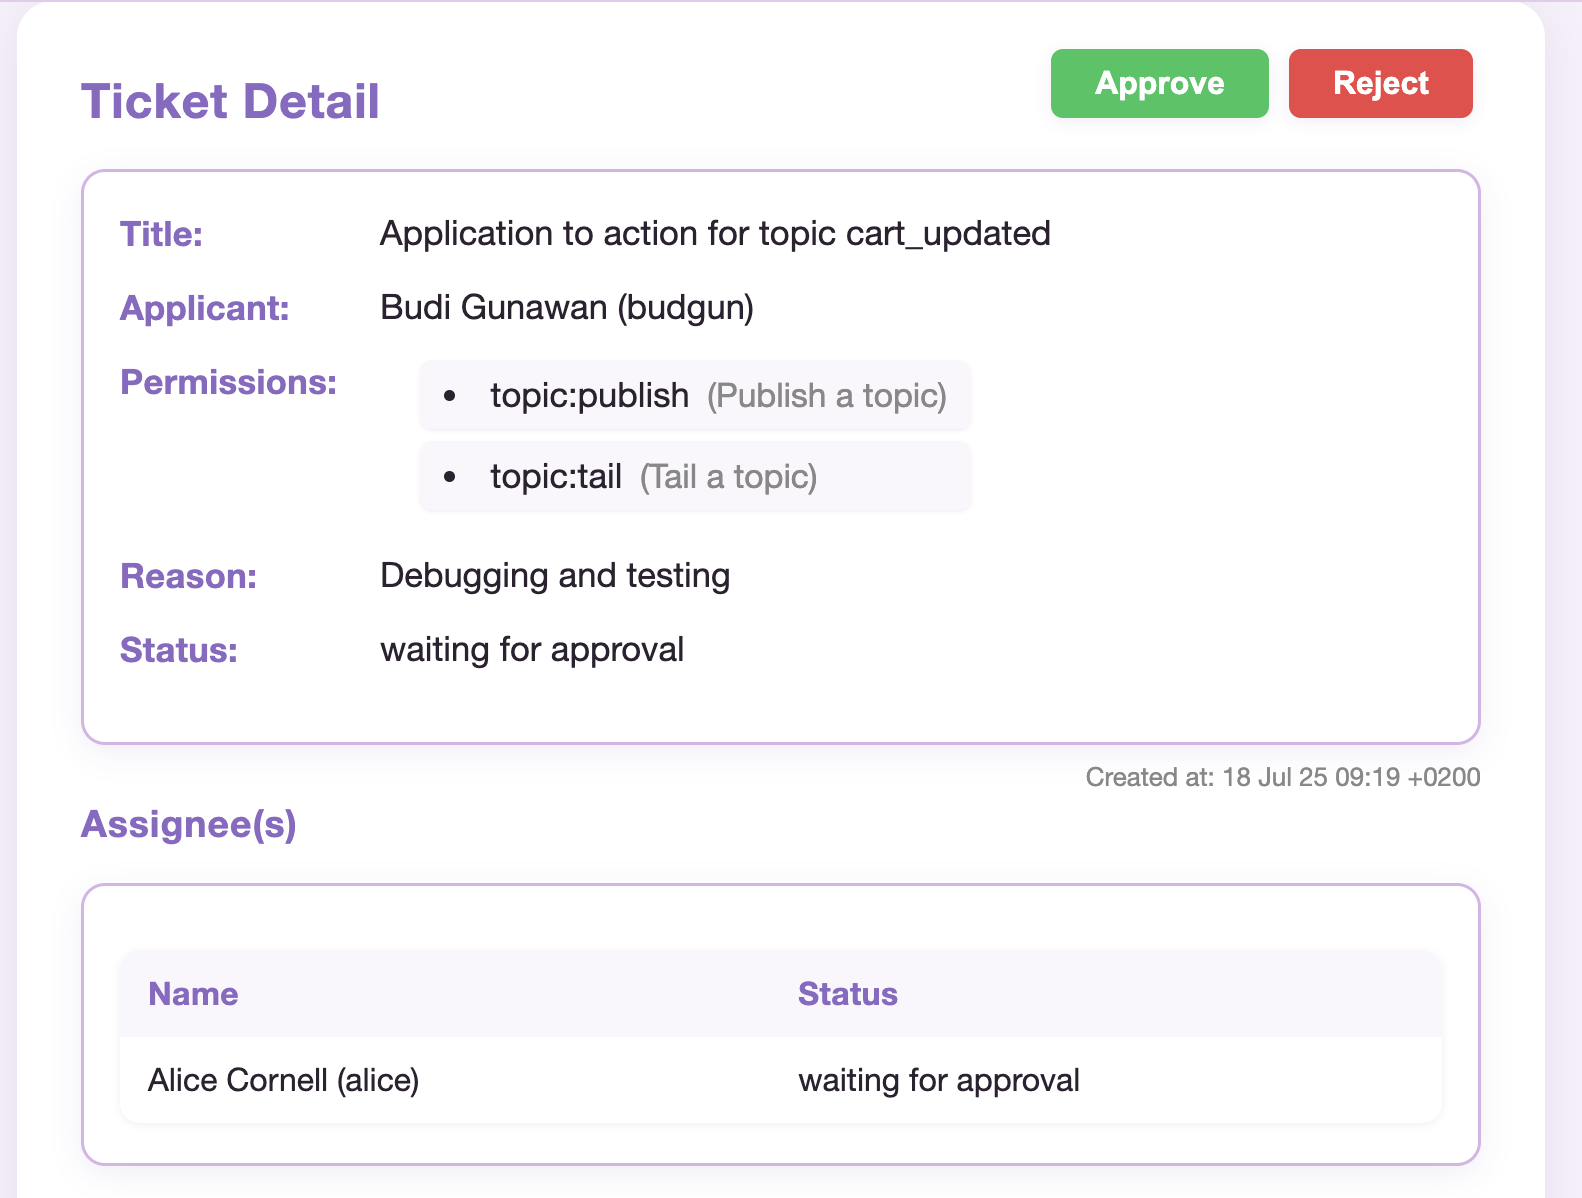 Ticket Detail
Approve
Reject
Title: Application to action for topic cart_updated
Applicant: Budi Gunawan (budgun)
Permissions:
• topic:publish (Publish a topic)
• topic:tail (Tail a topic)
Reason: Debugging and testing
Status: waiting for approval
Created at: 18 Jul 25 09:19 +0200
Assignee(s)
Name Status
Alice Cornell (alice) waiting for approval